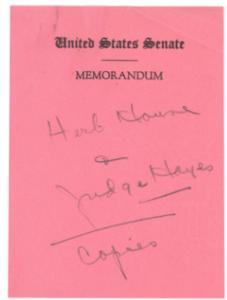 United States Senate
MEMORANDUM
Herb House
&
Judge Hayes
Copies